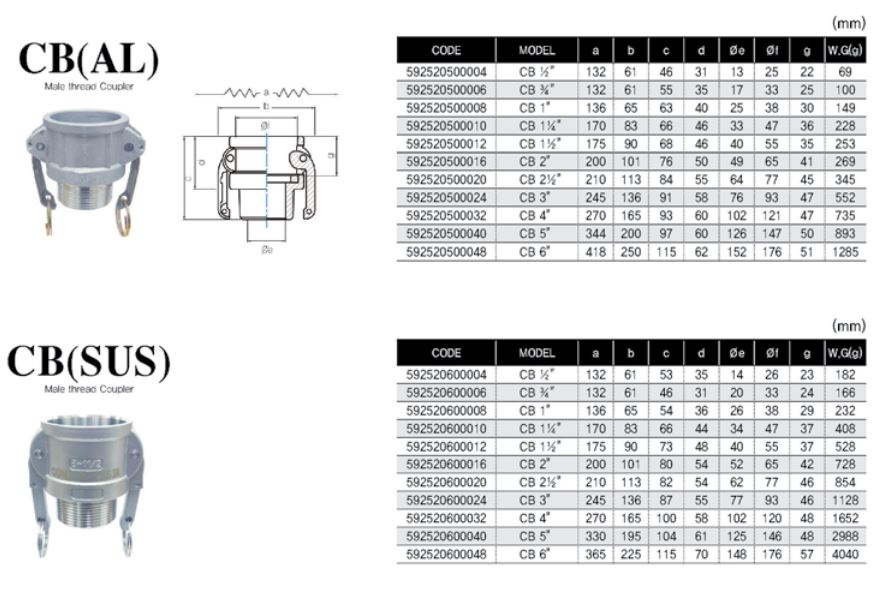 (mm)
CB(AL)
Male thread Coupler
a
b
Øf
c
g
d
Øe
CODE MODEL a b c d Øe Øf g W.G(g)
592520500004 CB ½" 132 61 46 31 13 25 22 69
592520500006 CB ¾" 132 61 55 35 17 33 25 100
592520500008 CB 1" 136 65 63 40 25 38 30 149
592520500010 CB 1¼" 170 83 66 46 33 47 36 228
592520500012 CB 1½" 175 90 68 46 40 55 35 253
592520500016 CB 2" 200 101 76 50 49 65 41 269
592520500020 CB 2½" 210 113 84 55 64 77 45 345
592520500024 CB 3" 245 136 91 58 76 93 47 552
592520500032 CB 4" 270 165 93 60 102 121 47 735
592520500040 CB 5" 344 200 97 60 126 147 50 893
592520500048 CB 6" 418 250 115 62 152 176 51 1285
(mm)
CB(SUS)
Male thread Coupler
CODE MODEL a b c d Øe Øf g W.G(g)
592520600004 CB ½" 132 61 53 35 14 26 23 182
592520600006 CB ¾" 132 61 46 31 20 33 24 166
592520600008 CB 1" 136 65 54 36 26 38 29 232
592520600010 CB 1¼" 170 83 66 44 34 47 37 408
592520600012 CB 1½" 175 90 73 48 40 55 37 528
592520600016 CB 2" 200 101 80 54 52 65 42 728
592520600020 CB 2½" 210 113 82 54 62 77 46 854
592520600024 CB 3" 245 136 87 55 77 93 46 1128
592520600032 CB 4" 270 165 100 58 102 120 48 1652
592520600040 CB 5" 330 195 104 61 125 146 48 2988
592520600048 CB 6" 365 225 115 70 148 176 57 4040